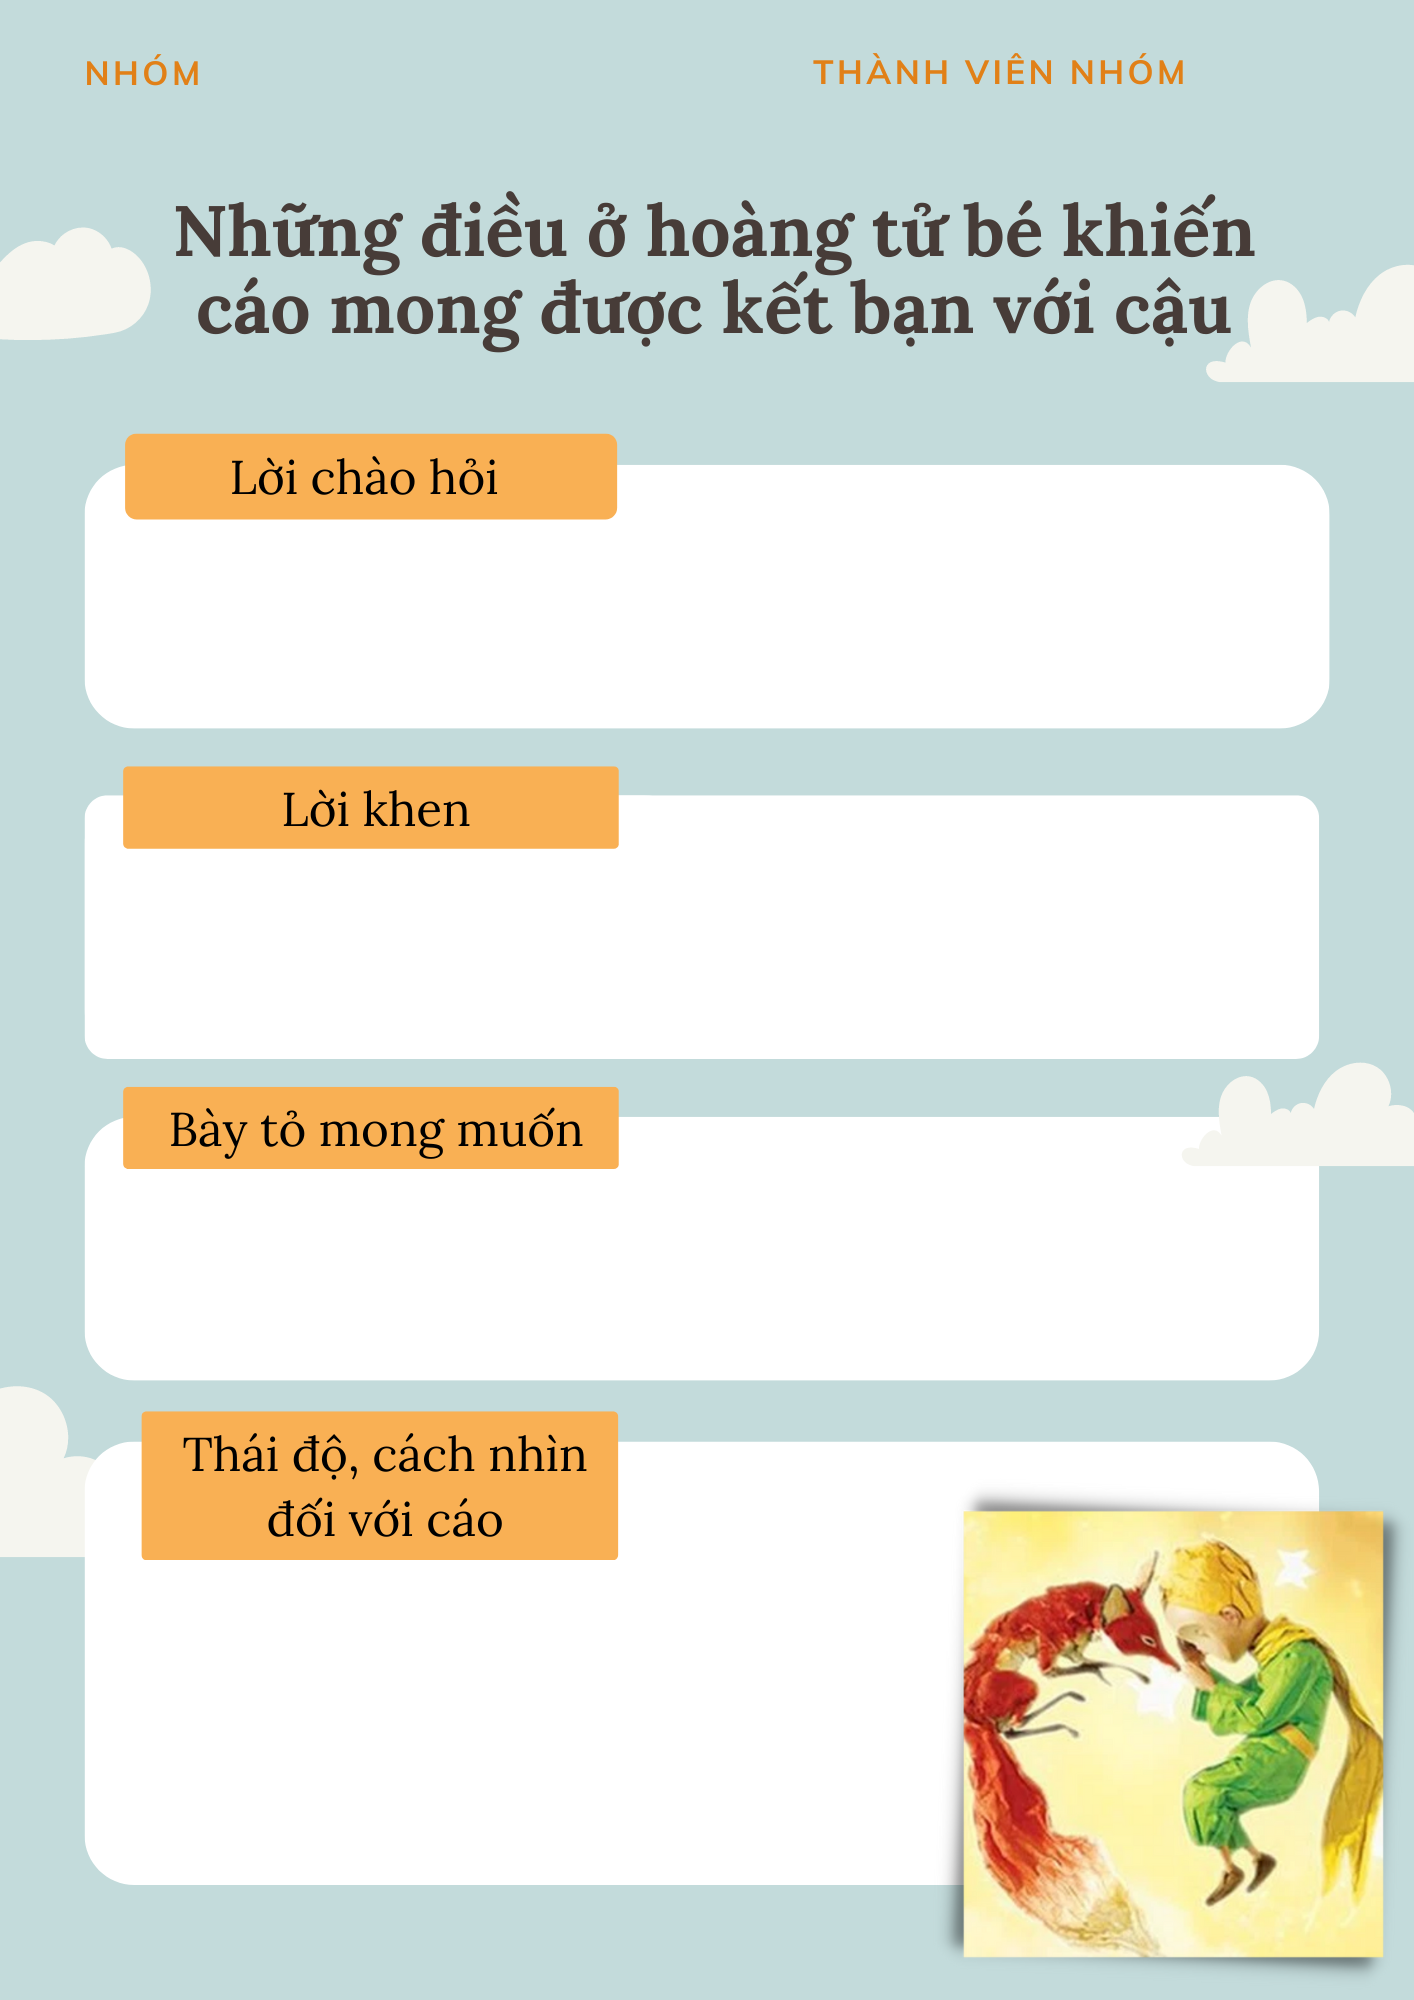 NHÓM
THÀNH VIÊN NHÓM
Những điều ở hoàng tử bé khiến
cáo mong được kết bạn với cậu
Lời chào hỏi
Lời khen
Bày tỏ mong muốn
Thái độ, cách nhìn
đối với cáo